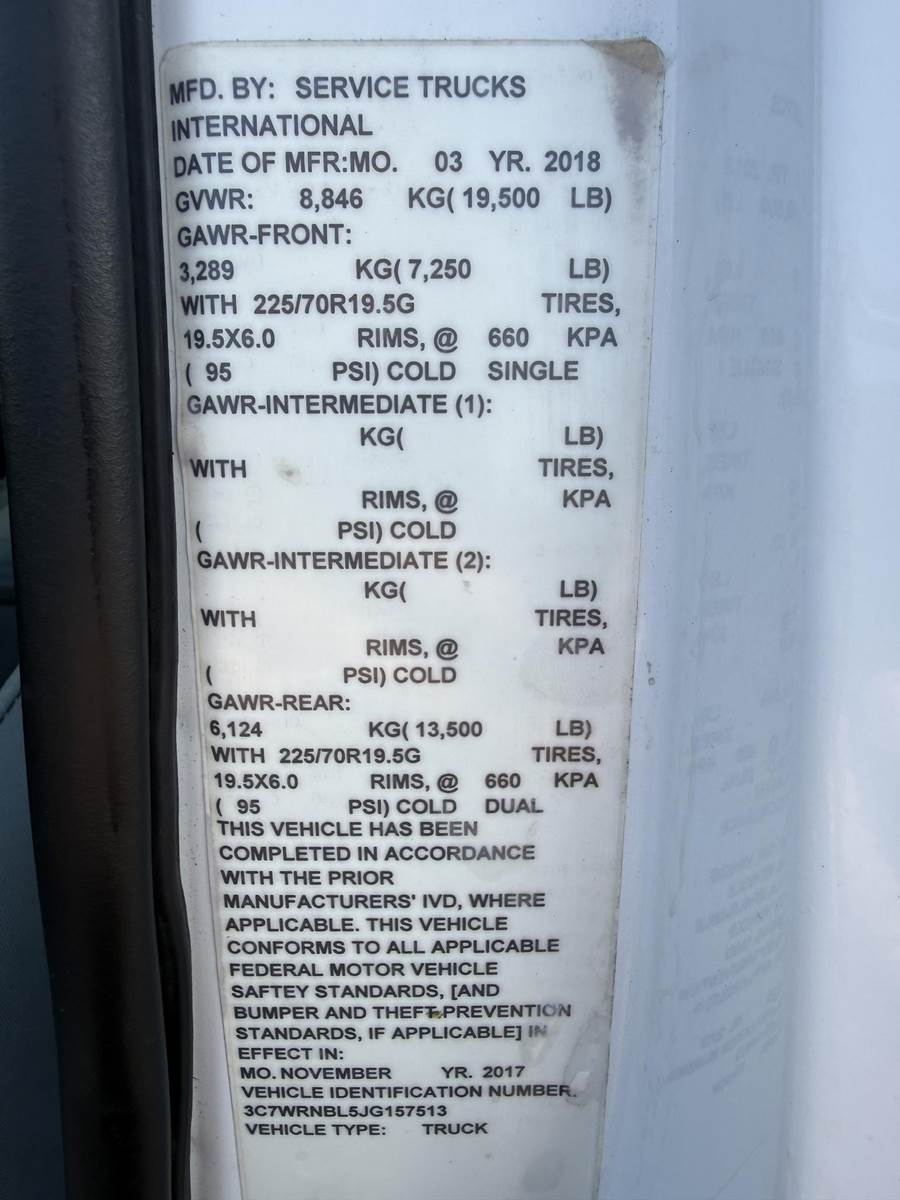 MFD. BY: SERVICE TRUCKS
INTERNATIONAL
DATE OF MFR:MO. 03 YR. 2018
GVWR: 8,846 KG( 19,500 LB)
GAWR-FRONT:
3,289 KG( 7,250 LB)
WITH 225/70R19.5G TIRES,
19.5X6.0 RIMS, @ 660 KPA
( 95 PSI) COLD SINGLE
GAWR-INTERMEDIATE (1):
KG( LB)
WITH TIRES,
RIMS, @ KPA
( PSI) COLD
GAWR-INTERMEDIATE (2):
KG( LB)
WITH TIRES,
RIMS, @ KPA
( PSI) COLD
GAWR-REAR:
6,124 KG( 13,500 LB)
WITH 225/70R19.5G TIRES,
19.5X6.0 RIMS, @ 660 KPA
( 95 PSI) COLD DUAL
THIS VEHICLE HAS BEEN
COMPLETED IN ACCORDANCE
WITH THE PRIOR
MANUFACTURERS' IVD, WHERE
APPLICABLE. THIS VEHICLE
CONFORMS TO ALL APPLICABLE
FEDERAL MOTOR VEHICLE
SAFTEY STANDARDS, [AND
BUMPER AND THEFT PREVENTION
STANDARDS, IF APPLICABLE] IN
EFFECT IN:
MO. NOVEMBER YR. 2017
VEHICLE IDENTIFICATION NUMBER.
3C7WRNBL5JG157513
VEHICLE TYPE: TRUCK